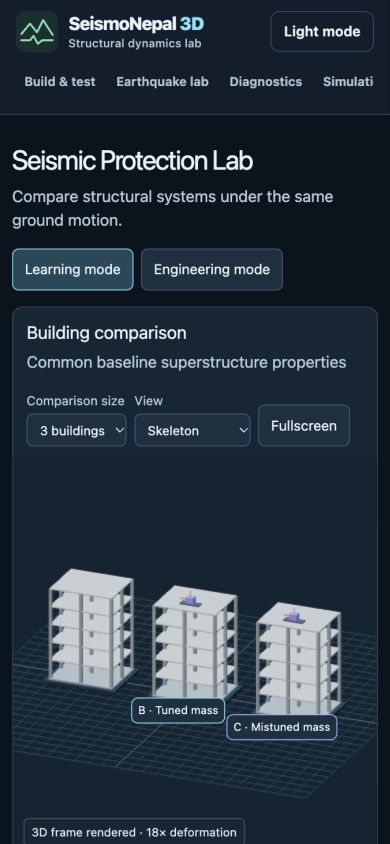 SeismoNepal 3D
Structural dynamics lab
Light mode
Build & test
Earthquake lab
Diagnostics
Simulati
Seismic Protection Lab
Compare structural systems under the same
ground motion.
Learning mode
Engineering mode
Building comparison
Common baseline superstructure properties
Comparison size
View
3 buildings
Skeleton
Fullscreen
B · Tuned mass
C · Mistuned mass
3D frame rendered · 18× deformation